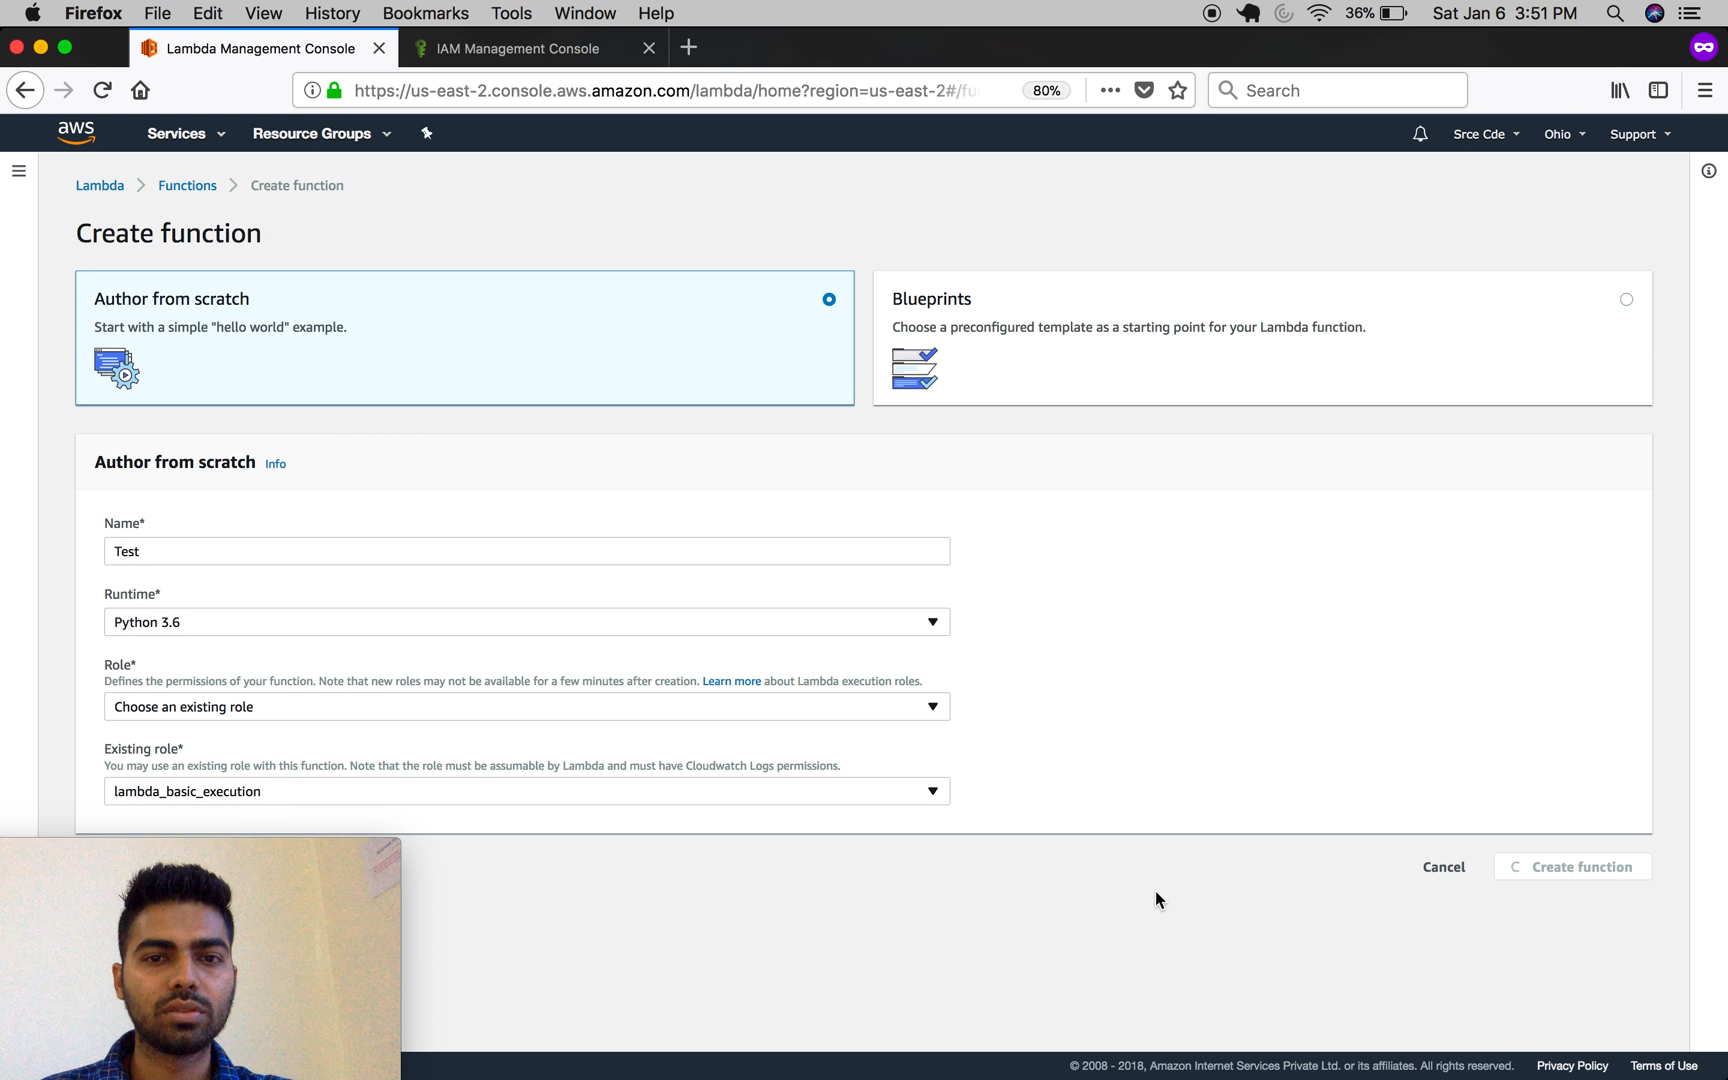 Firefox File Edit View History Bookmarks Tools Window Help 36% Sat Jan 6 3:51 PM
Lambda Management Console IAM Management Console
https://us-east-2.console.aws.amazon.com/lambda/home?region=us-east-2#/fu 80% Search
aws Services Resource Groups Srce Cde Ohio Support
Lambda Functions Create function
Create function
Author from scratch
Start with a simple "hello world" example.
Blueprints
Choose a preconfigured template as a starting point for your Lambda function.
Author from scratch Info
Name*
Test
Runtime*
Python 3.6
Role*
Defines the permissions of your function. Note that new roles may not be available for a few minutes after creation. Learn more about Lambda execution roles.
Choose an existing role
Existing role*
You may use an existing role with this function. Note that the role must be assumable by Lambda and must have Cloudwatch Logs permissions.
lambda_basic_execution
Cancel Create function
© 2008 - 2018, Amazon Internet Services Private Ltd. or its affiliates. All rights reserved. Privacy Policy Terms of Use